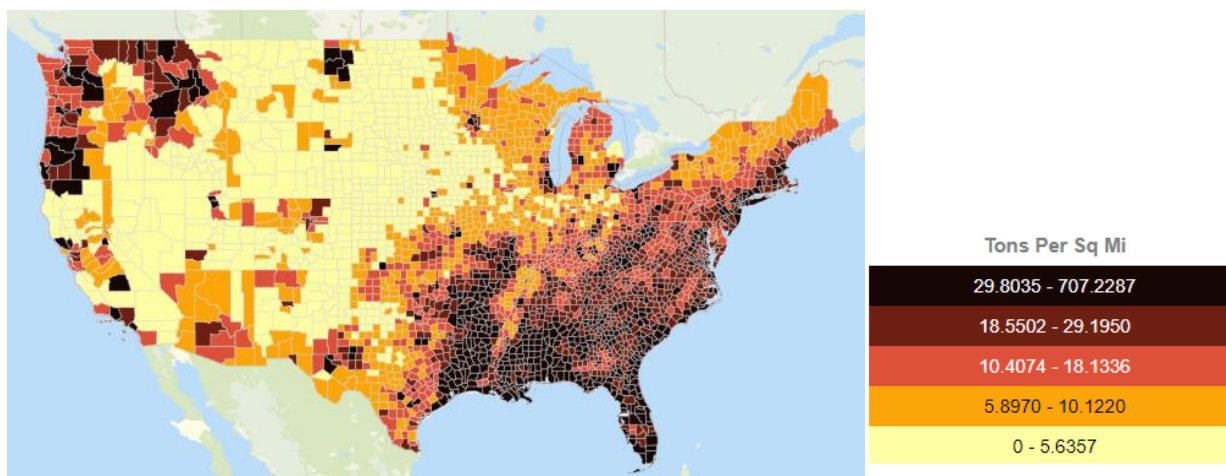 Tons Per Sq Mi
29.8035 - 707.2287
18.5502 - 29.1950
10.4074 - 18.1336
5.8970 - 10.1220
0 - 5.6357